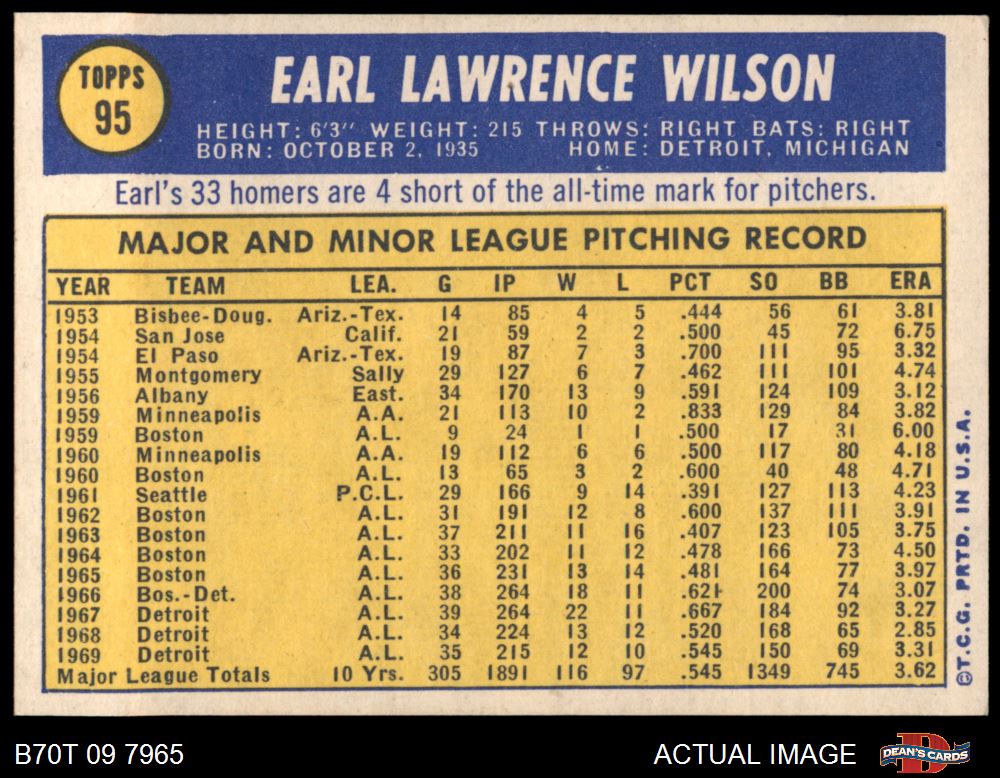 TOPPS
95
EARL LAWRENCE WILSON
HEIGHT: 6'3" WEIGHT: 215 THROWS: RIGHT BATS: RIGHT
BORN: OCTOBER 2, 1935 HOME: DETROIT, MICHIGAN
Earl's 33 homers are 4 short of the all-time mark for pitchers.
MAJOR AND MINOR LEAGUE PITCHING RECORD
YEAR TEAM LEA. G IP W L PCT SO BB ERA
1953 Bisbee-Doug. Ariz.-Tex. 14 85 4 5 .444 56 61 3.81
1954 San Jose Calif. 21 59 2 2 .500 45 72 6.75
1954 El Paso Ariz.-Tex. 19 87 7 3 .700 111 95 3.32
1955 Montgomery Sally 29 127 6 7 .462 111 101 4.74
1956 Albany East. 34 170 13 9 .591 124 109 3.12
1959 Minneapolis A.A. 21 113 10 2 .833 129 84 3.82
1959 Boston A.L. 9 24 1 1 .500 17 31 6.00
1960 Minneapolis A.A. 19 112 6 6 .500 117 80 4.18
1960 Boston A.L. 13 65 3 2 .600 40 48 4.71
1961 Seattle P.C.L. 29 166 9 14 .391 127 113 4.23
1962 Boston A.L. 31 191 12 8 .600 137 111 3.91
1963 Boston A.L. 37 211 11 16 .407 123 105 3.75
1964 Boston A.L. 33 202 11 12 .478 166 73 4.50
1965 Boston A.L. 36 231 13 14 .481 164 77 3.97
1966 Bos.-Det. A.L. 38 264 18 11 .621 200 74 3.07
1967 Detroit A.L. 39 264 22 11 .667 184 92 3.27
1968 Detroit A.L. 34 224 13 12 .520 168 65 2.85
1969 Detroit A.L. 35 215 12 10 .545 150 69 3.31
Major League Totals 10 Yrs. 305 1891 116 97 .545 1349 745 3.62
©T.C.G. PRTD. IN U.S.A.
B70T 09 7965 ACTUAL IMAGE
DEAN'S CARDS